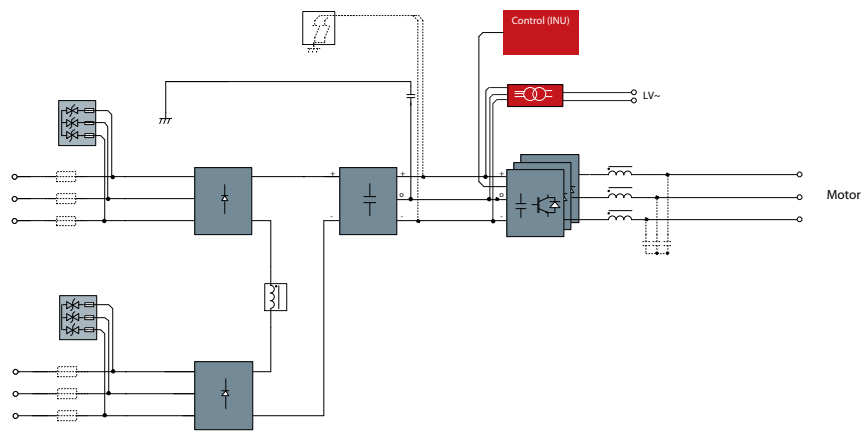 Control (INU)
LV~
+
+
+
o
o
-
-
-
Motor